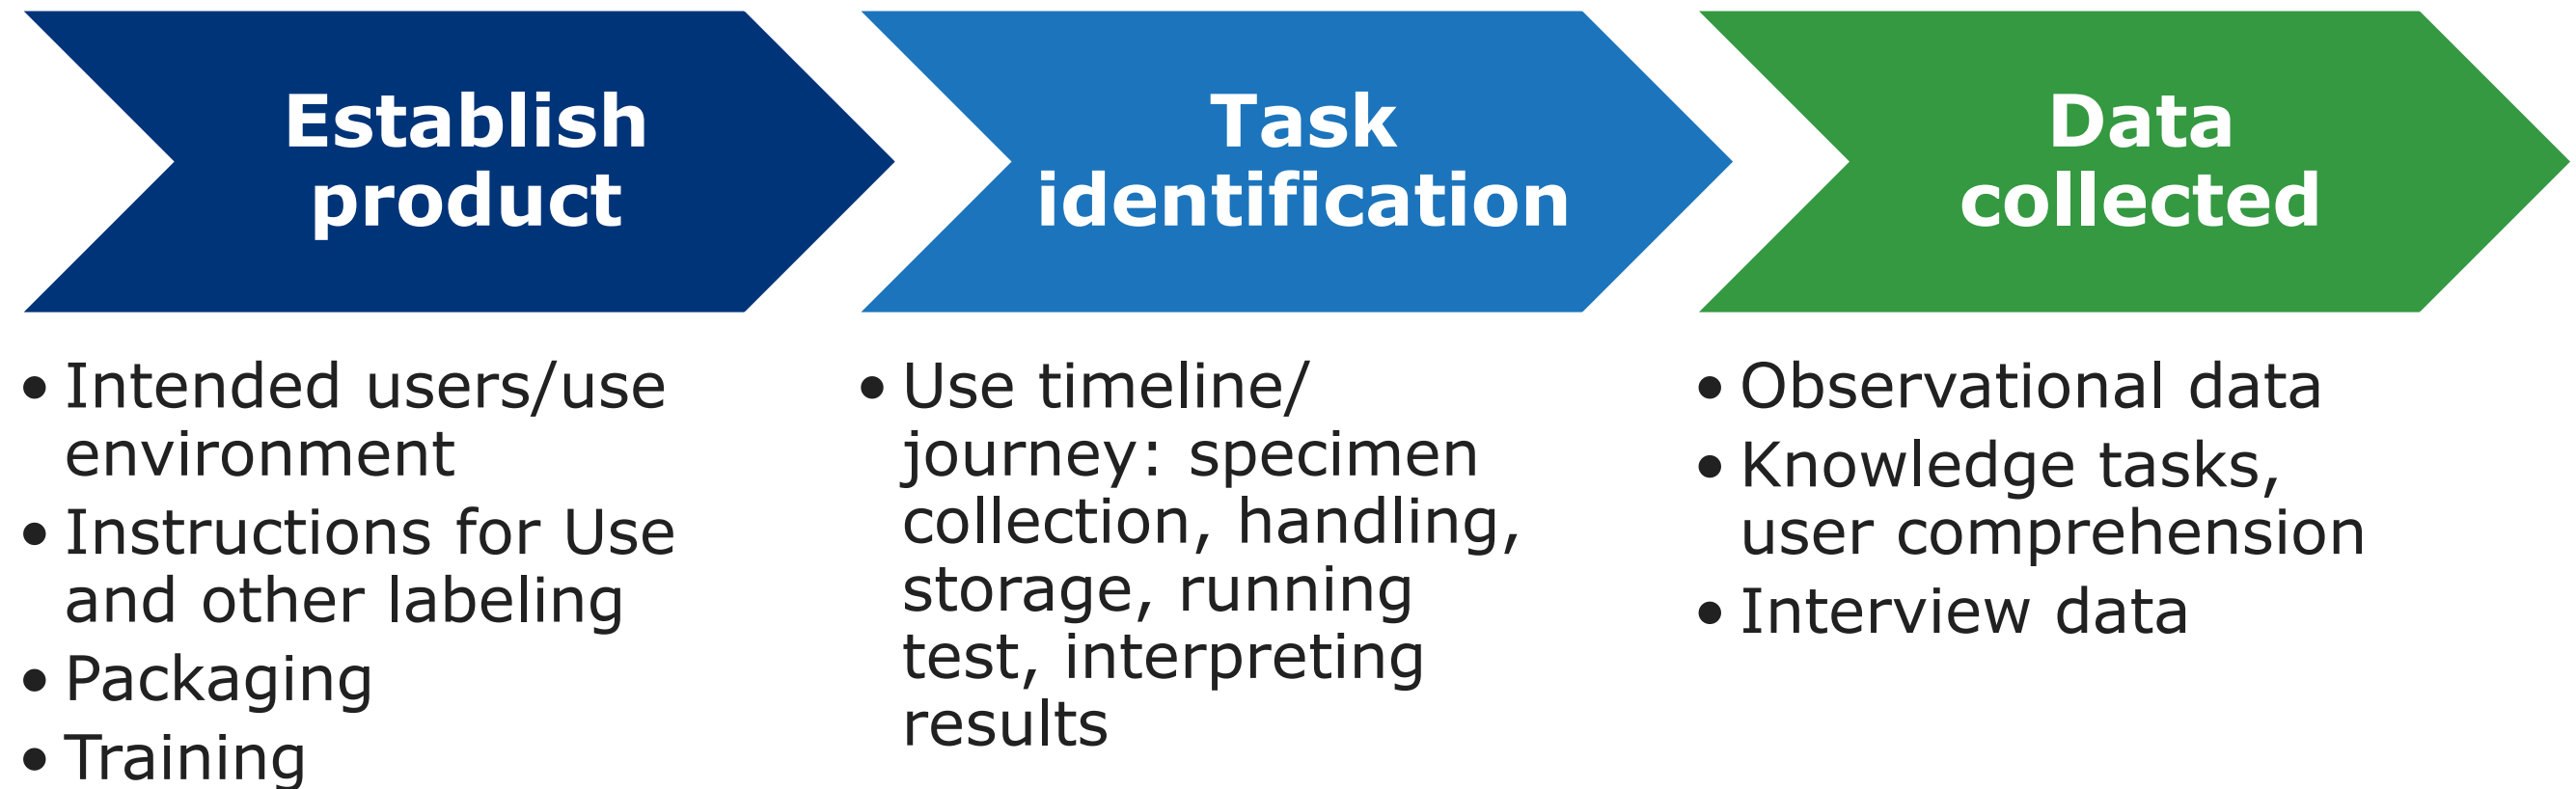 Establish
product
• Intended users/use
environment
• Instructions for Use
and other labeling
• Packaging
• Training
Task
identification
• Use timeline/
journey: specimen
collection, handling,
storage, running
test, interpreting
results
Data
collected
• Observational data
• Knowledge tasks,
user comprehension
• Interview data